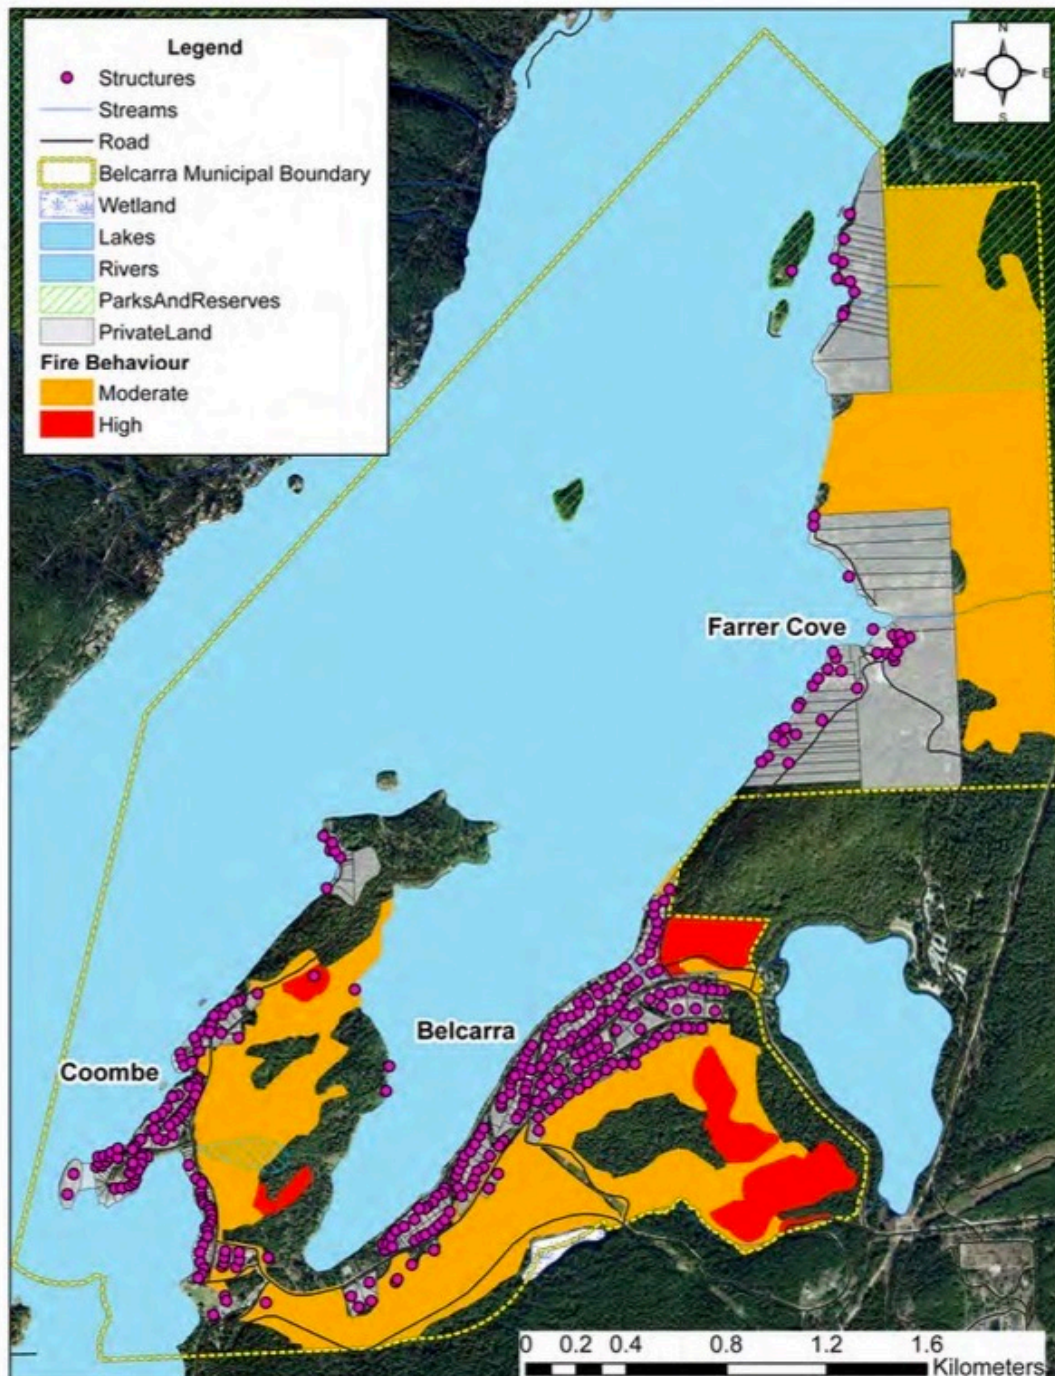 Legend
Structures
Streams
Road
Belcarra Municipal Boundary
Wetland
Lakes
Rivers
ParksAndReserves
PrivateLand
Fire Behaviour
Moderate
High
N
W E
S
Farrer Cove
Belcarra
Coombe
0 0.2 0.4 0.8 1.2 1.6
Kilometers